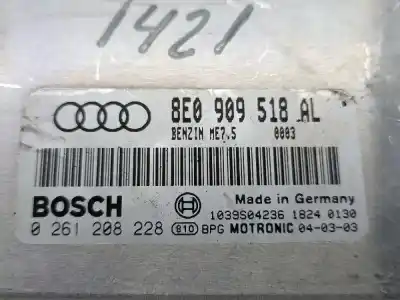 1421
8E0 909 518 AL
BENZIN ME7.5 0003
BOSCH
Made in Germany
1039S04236 1824 0130
0 261 208 228 810 BPG MOTRONIC 04-03-03